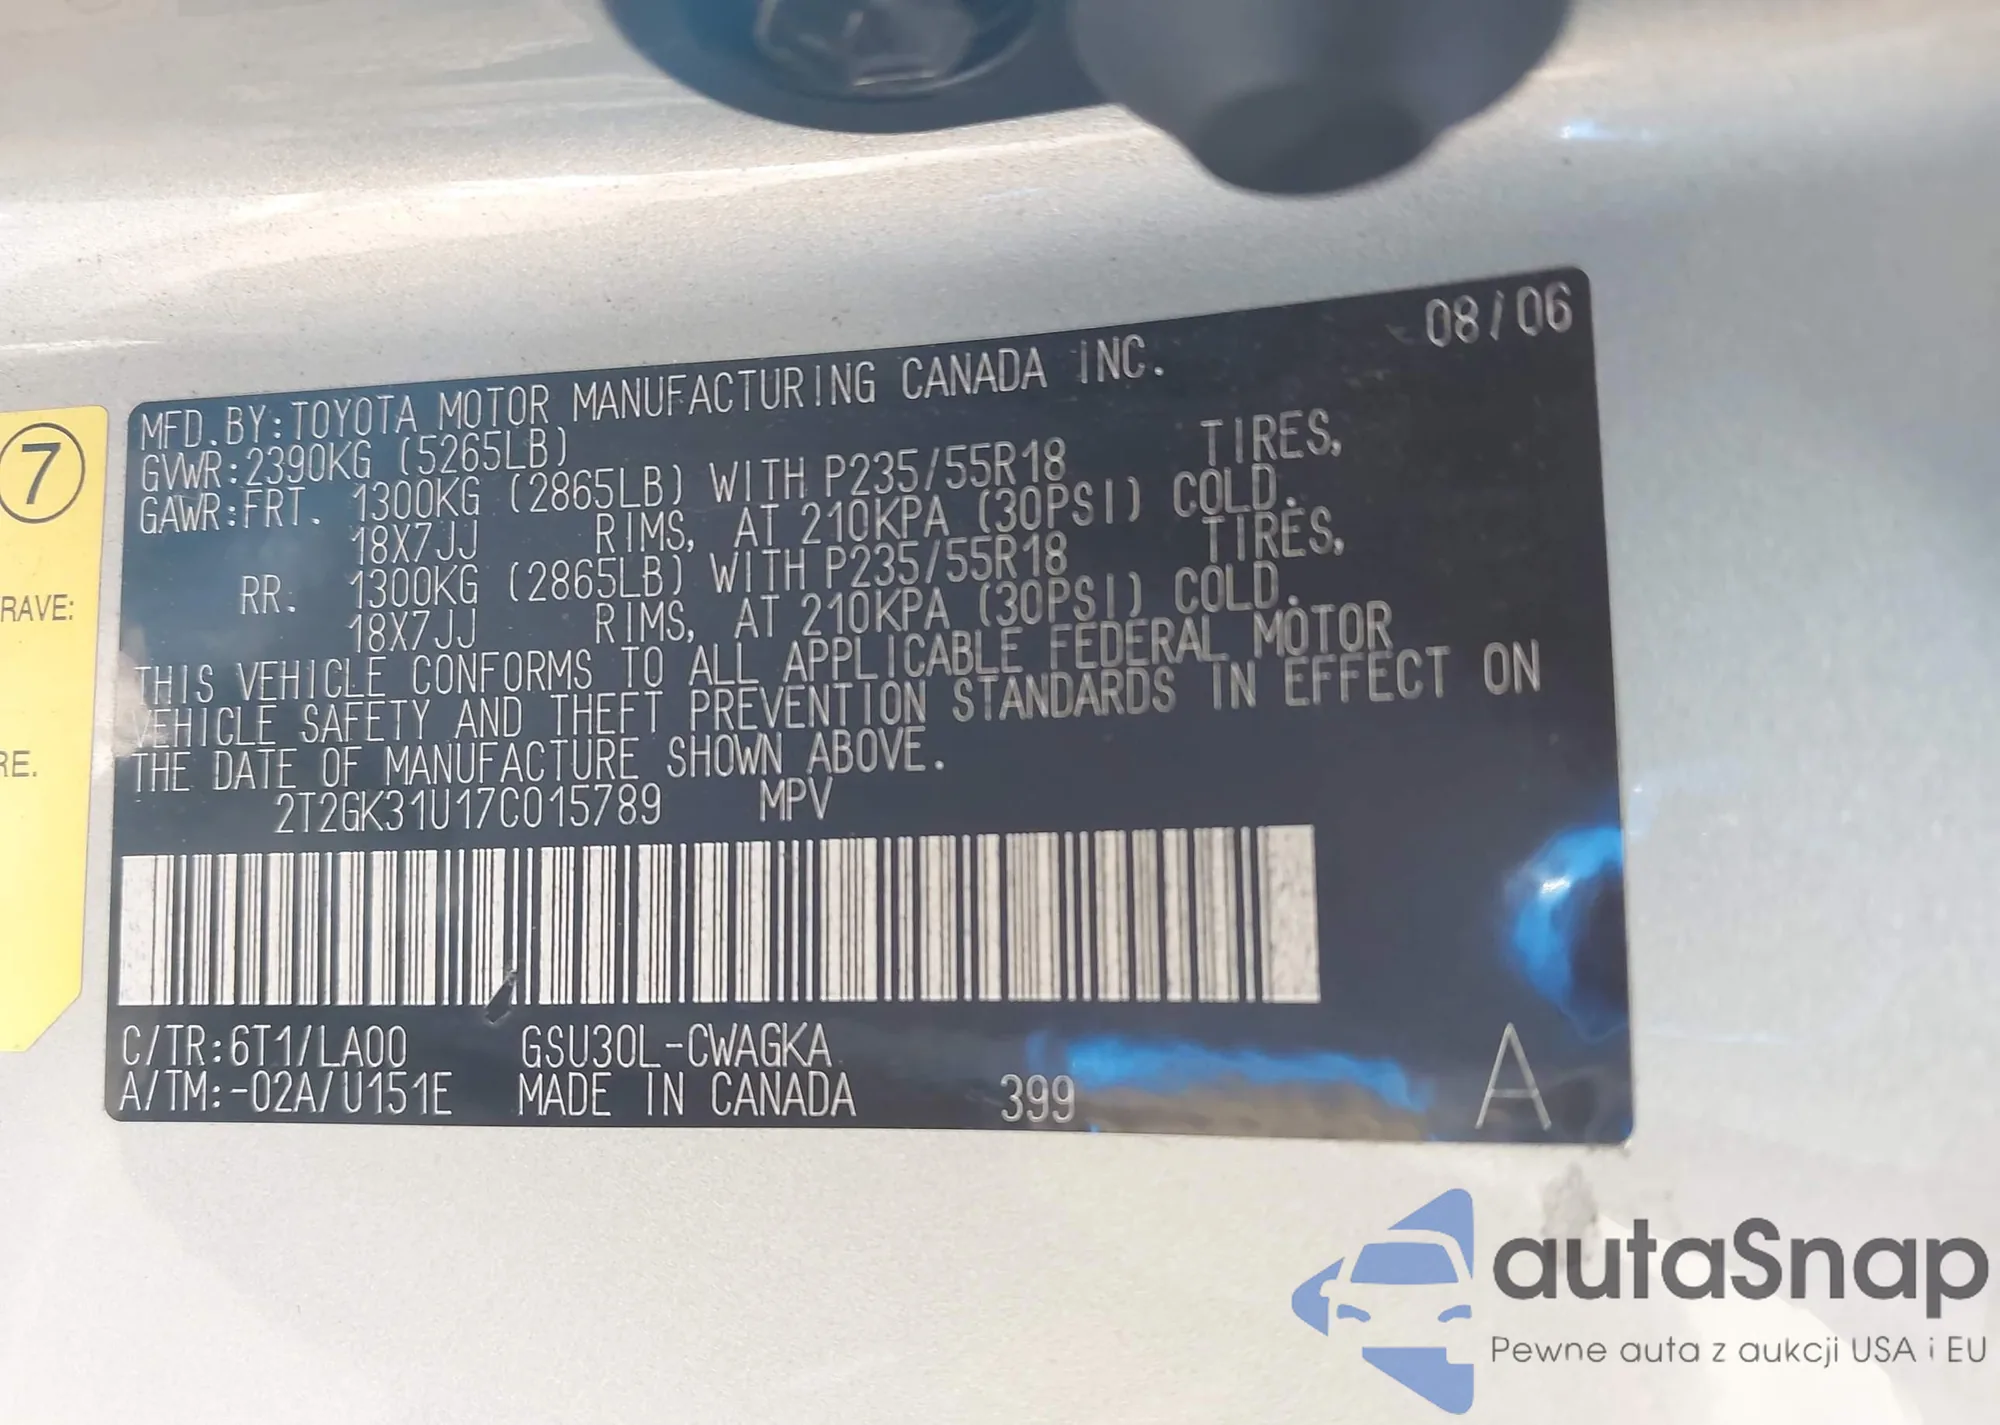 08/06
MFD.BY:TOYOTA MOTOR MANUFACTURING CANADA INC.
GVWR:2390KG (5265LB)
GAWR:FRT. 1300KG (2865LB) WITH P235/55R18 TIRES,
18X7JJ RIMS, AT 210KPA (30PSI) COLD.
RR. 1300KG (2865LB) WITH P235/55R18 TIRES,
18X7JJ RIMS, AT 210KPA (30PSI) COLD.
THIS VEHICLE CONFORMS TO ALL APPLICABLE FEDERAL MOTOR
VEHICLE SAFETY AND THEFT PREVENTION STANDARDS IN EFFECT ON
THE DATE OF MANUFACTURE SHOWN ABOVE.
2T2GK31U17C015789 MPV
C/TR:6T1/LA00 GSU30L-CWAGKA
A/TM:-02A/U151E MADE IN CANADA 399
A
7
RAVE:
RE.
autaSnap
Pewne auta z aukcji USA i EU